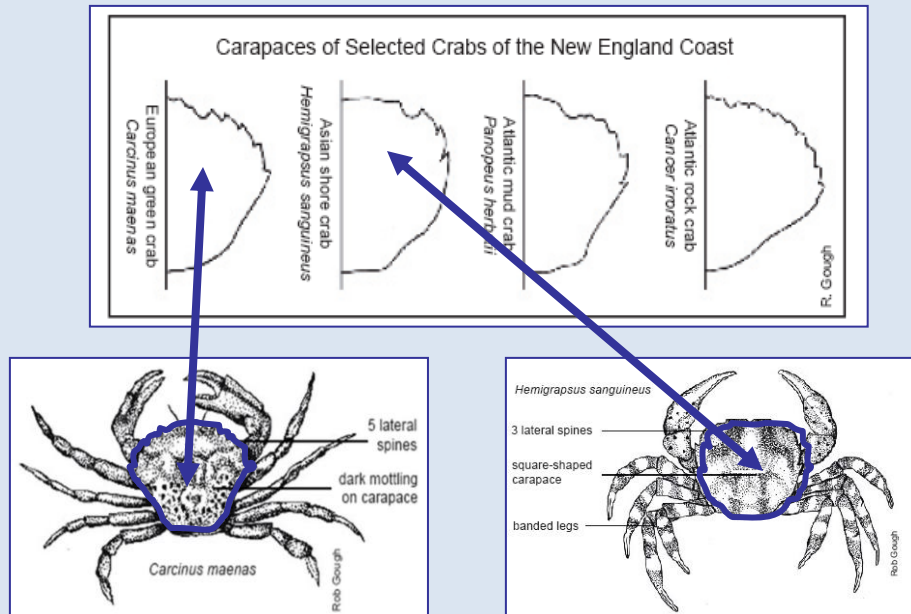 Carapaces of Selected Crabs of the New England Coast
European green crab
Carcinus maenas
Asian shore crab
Hemigrapsus sanguineus
Atlantic mud crab
Panopeus
Atlantic rock crab
Cancer irroratus
R. Gough
5 lateral
spines
dark mottling
on carapace
Carcinus maenas
Rob Gough
Hemigrapsus sanguineus
3 lateral spines
square-shaped
carapace
banded legs
Rob Gough